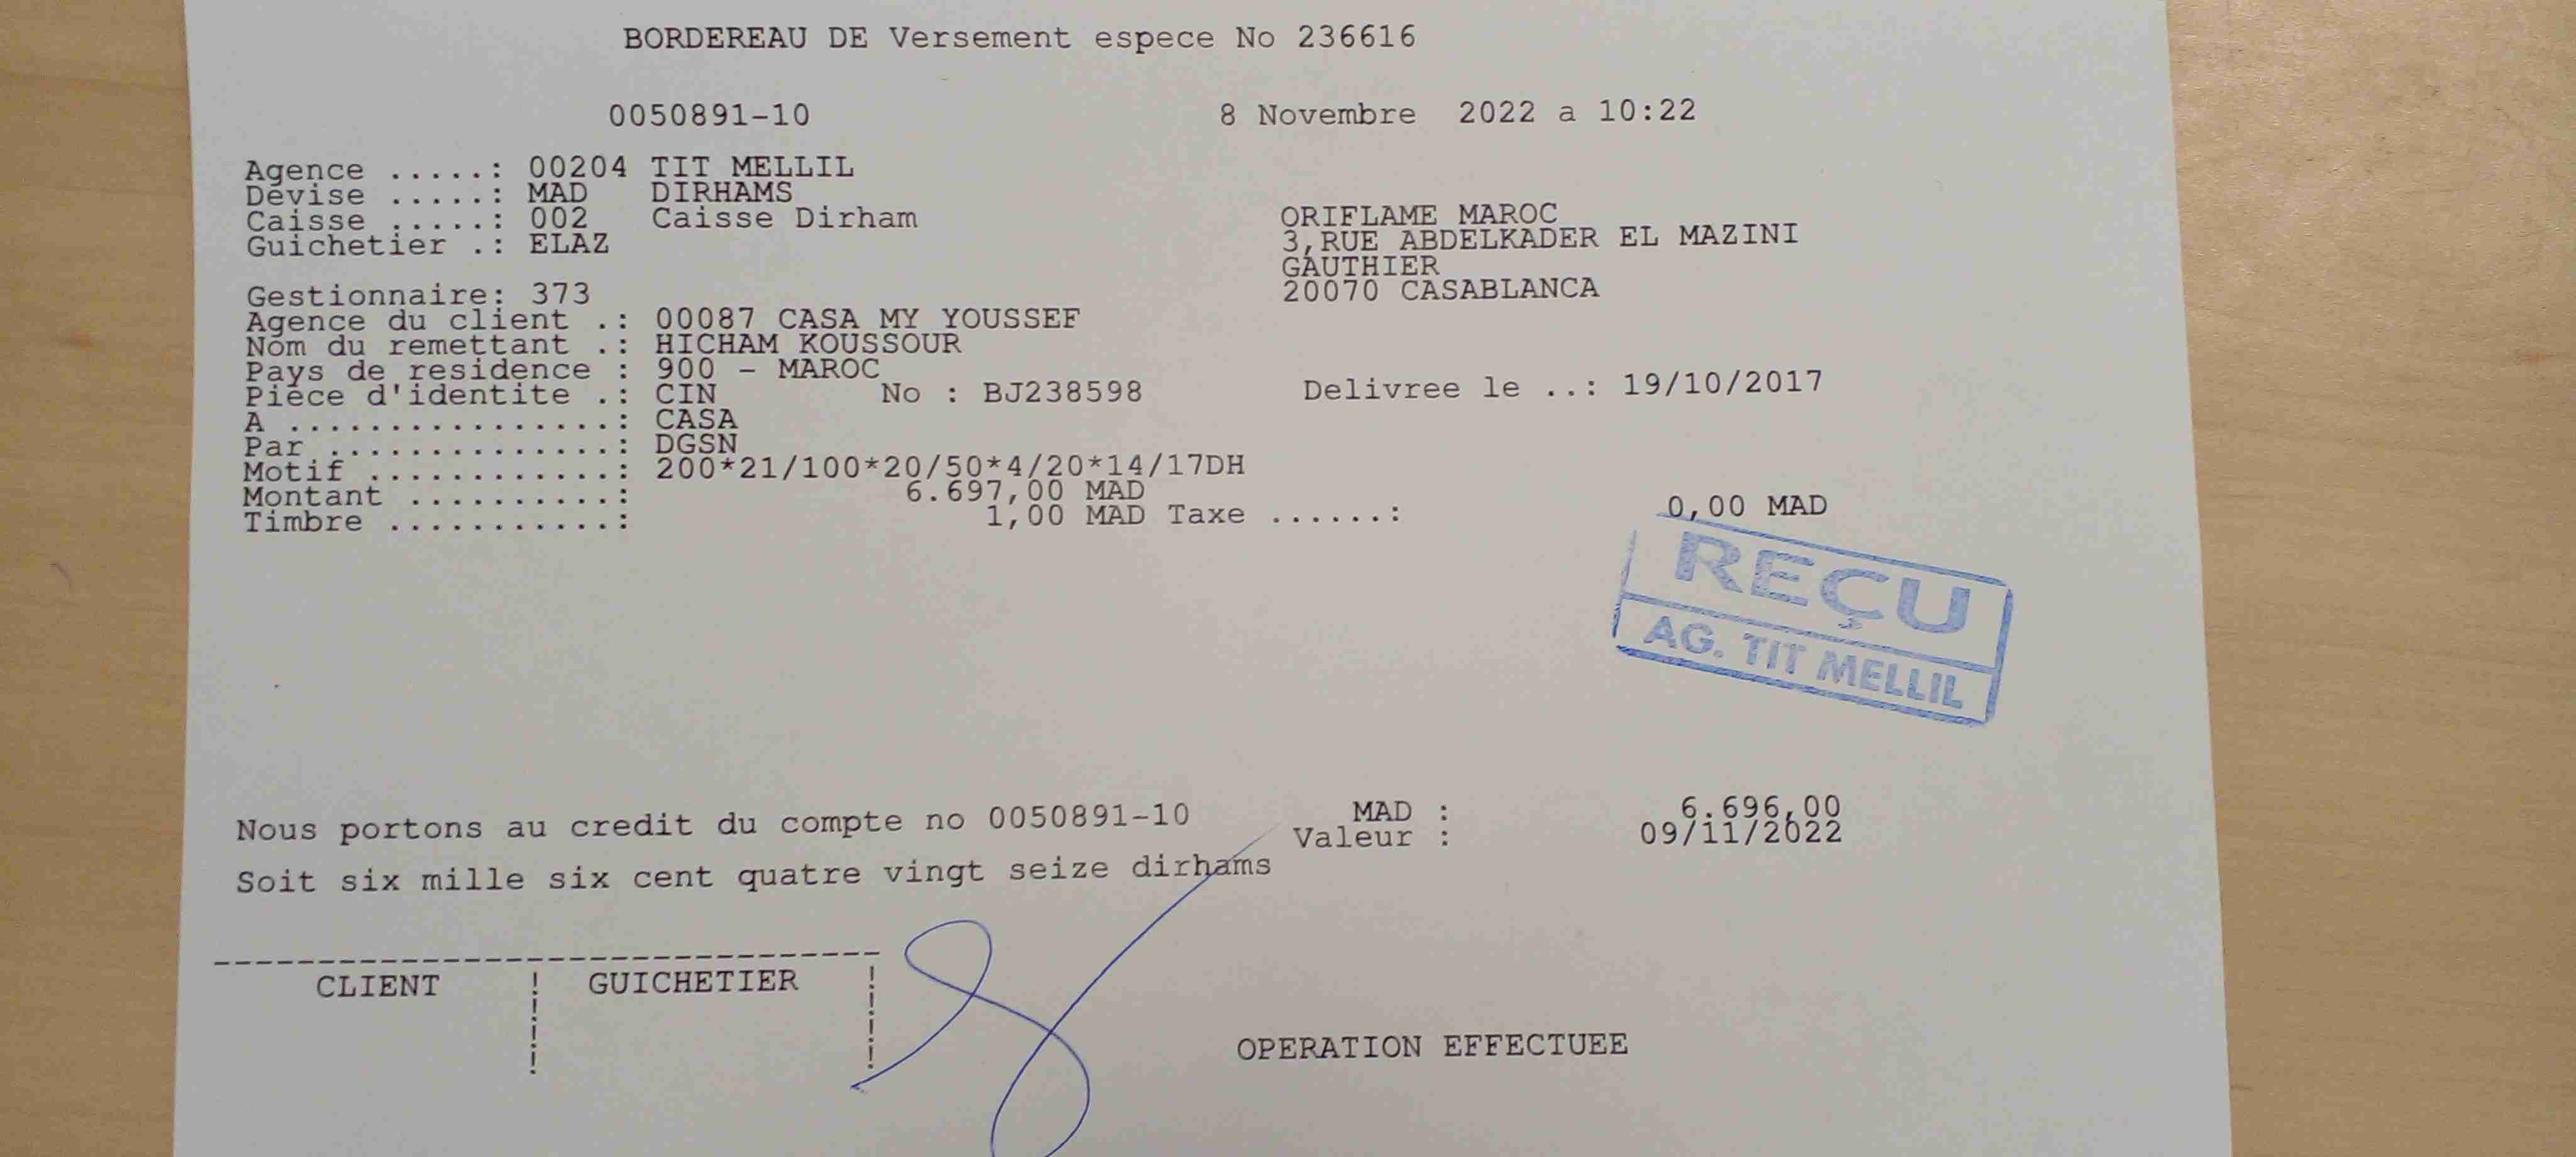 BORDEREAU DE Versement espece No 236616
0050891-10 8 Novembre 2022 a 10:22
Agence .....: 00204 TIT MELLIL
Devise .....: MAD DIRHAMS
Caisse .....: 002 Caisse Dirham
Guichetier .: ELAZ
ORIFLAME MAROC
3,RUE ABDELKADER EL MAZINI
GAUTHIER
20070 CASABLANCA
Gestionnaire: 373
Agence du client .: 00087 CASA MY YOUSSEF
Nom du remettant .: HICHAM KOUSSOUR
Pays de residence : 900 - MAROC
Piece d'identite .: CIN No : BJ238598 Delivree le ..: 19/10/2017
A ................: CASA
Par ..............: DGSN
Motif ............: 200*21/100*20/50*4/20*14/17DH
Montant ..........: 6.697,00 MAD
Timbre ...........: 1,00 MAD Taxe ......: 0,00 MAD
REÇU
AG. TIT MELLIL
Nous portons au credit du compte no 0050891-10 MAD : 6.696,00
Valeur : 09/11/2022
Soit six mille six cent quatre vingt seize dirhams
CLIENT ! GUICHETIER !
OPERATION EFFECTUEE